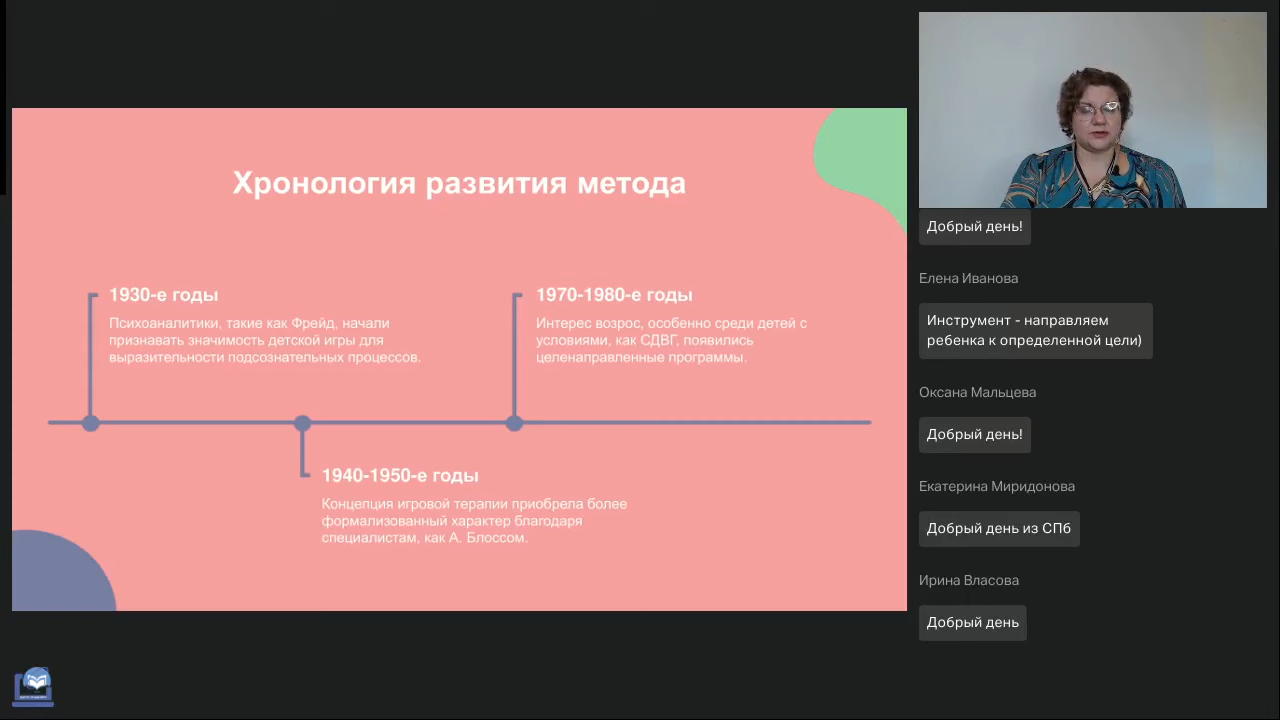 Хронология развития метода
1930-е годы
Психоаналитики, такие как Фрейд, начали
признавать значимость детской игры для
выразительности подсознательных процессов.
1970-1980-е годы
Интерес возрос, особенно среди детей с
условиями, как СДВГ, появились
целенаправленные программы.
1940-1950-е годы
Концепция игровой терапии приобрела более
формализованный характер благодаря
специалистам, как А. Блоссом.
Добрый день!
Елена Иванова
Инструмент - направляем
ребенка к определенной цели)
Оксана Мальцева
Добрый день!
Екатерина Миридонова
Добрый день из СПб
Ирина Власова
Добрый день